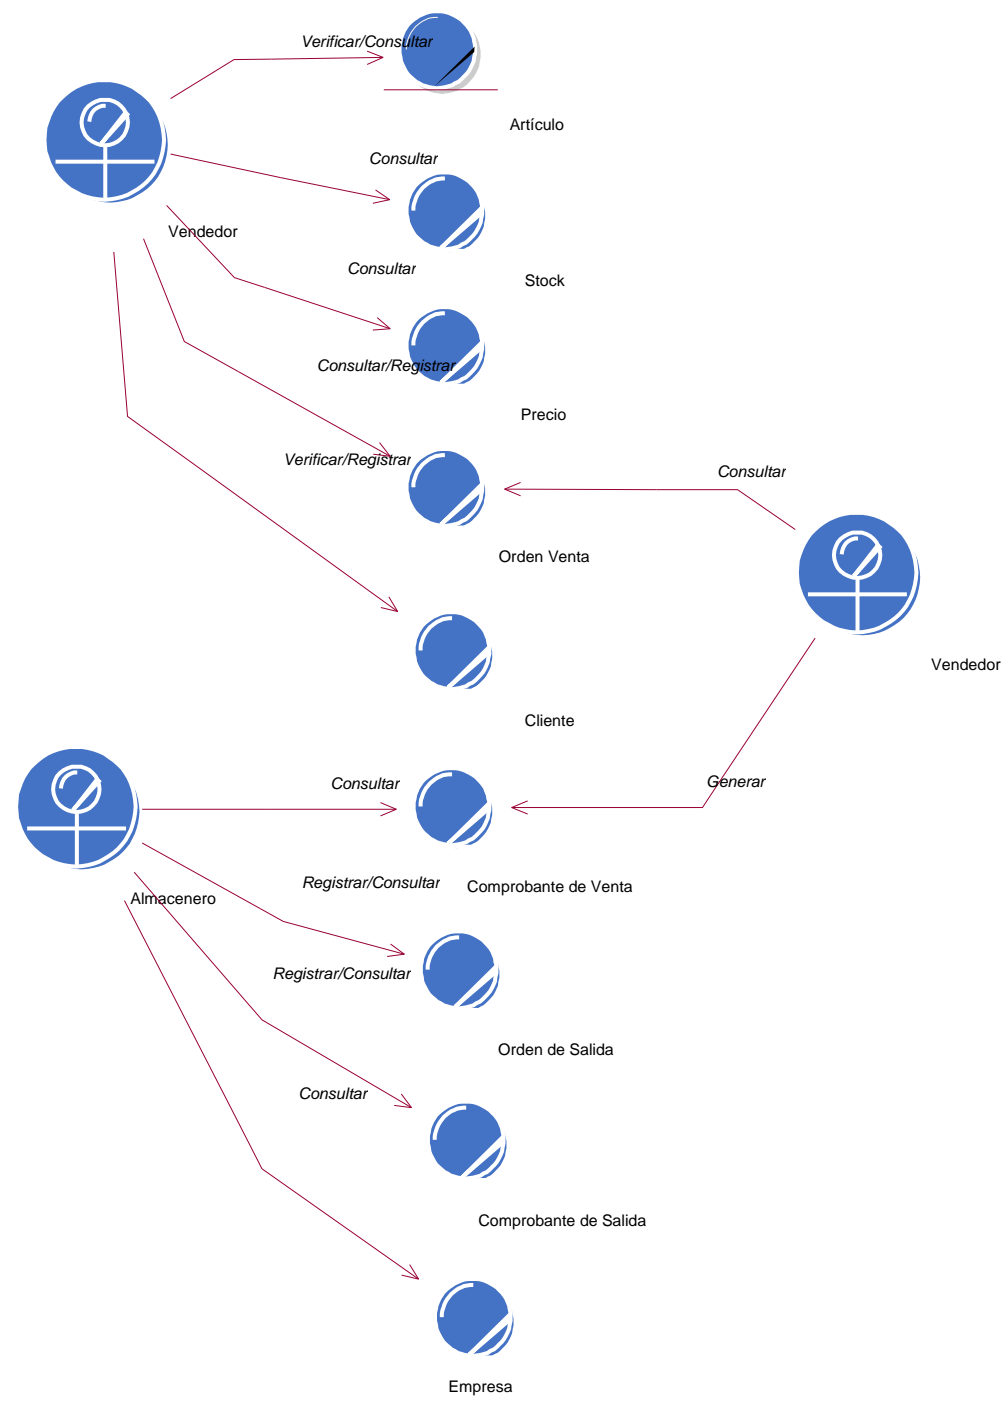 Verificar/Consultar
Artículo
Consultar
Vendedor
Consultar
Stock
Consultar/Registrar
Precio
Verificar/Registrar
Consultar
Orden Venta
Vendedor
Cliente
Consultar
Generar
Registrar/Consultar
Comprobante de Venta
Almacenero
Registrar/Consultar
Orden de Salida
Consultar
Comprobante de Salida
Empresa